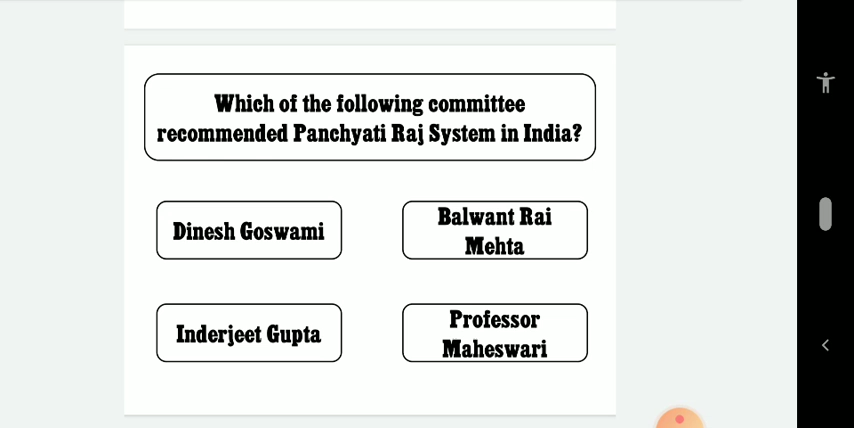 Which of the following committee
recommended Panchyati Raj System in India?
Dinesh Goswami
Balwant Rai
Mehta
Inderjeet Gupta
Professor
Maheswari